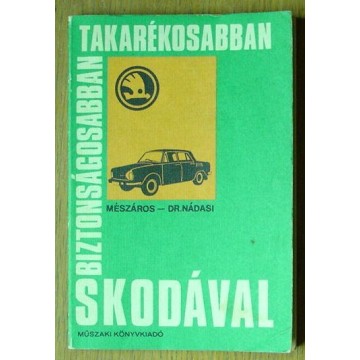 TAKARÉKOSABBAN
BIZTONSÁGOSABBAN
MÉSZÁROS — DR. NÁDASI
SKODÁVAL
MŰSZAKI KÖNYVKIADÓ